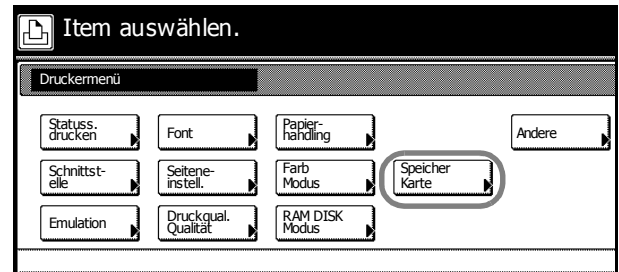 Item auswählen.
Druckermenü
Statuss.
drucken
Font
Papier-
handling
Andere
Schnittst-
elle
Seitene-
instell.
Farb
Modus
Speicher
Karte
Emulation
Druckqual.
Qualität
RAM DISK
Modus